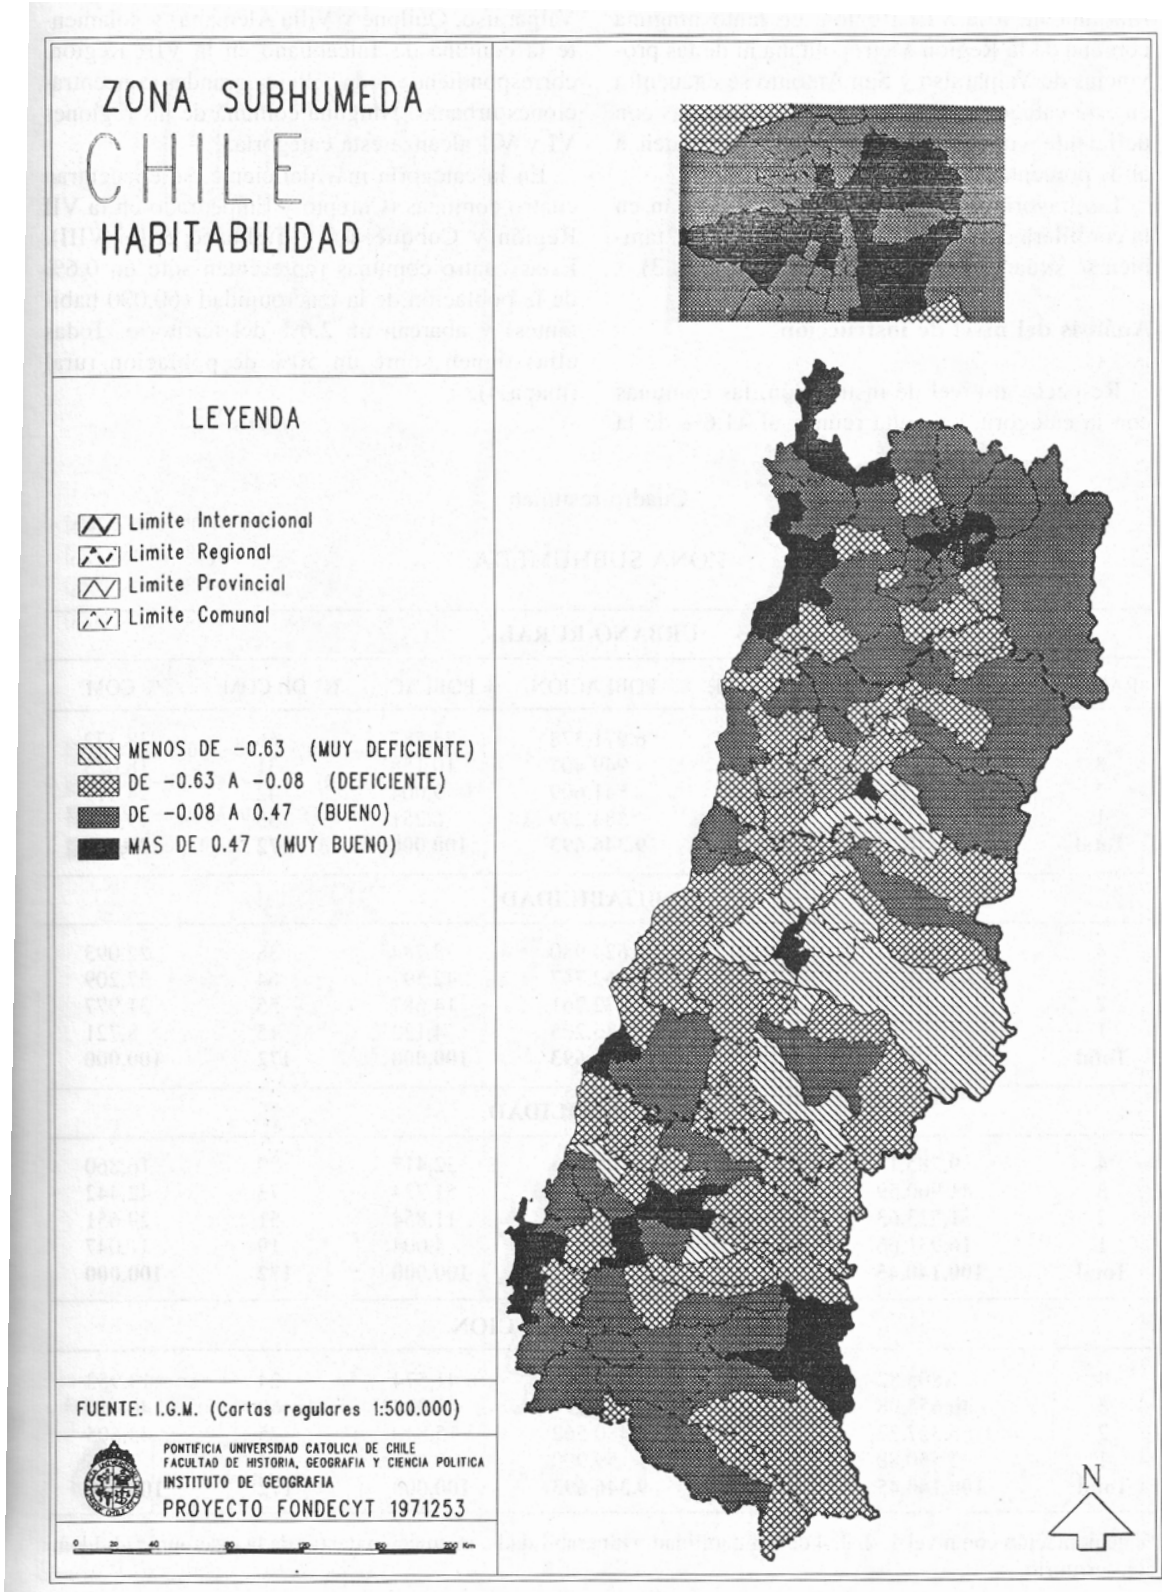 ZONA SUBHUMEDA
CHILE
HABITABILIDAD
LEYENDA
Limite Internacional
Limite Regional
Limite Provincial
Limite Comunal
MENOS DE -0.63 (MUY DEFICIENTE)
DE -0.63 A -0.08 (DEFICIENTE)
DE -0.08 A 0.47 (BUENO)
MAS DE 0.47 (MUY BUENO)
FUENTE: I.G.M. (Cartas regulares 1:500.000)
PONTIFICIA UNIVERSIDAD CATOLICA DE CHILE
FACULTAD DE HISTORIA, GEOGRAFIA Y CIENCIA POLITICA
INSTITUTO DE GEOGRAFIA
PROYECTO FONDECYT 1971253
N